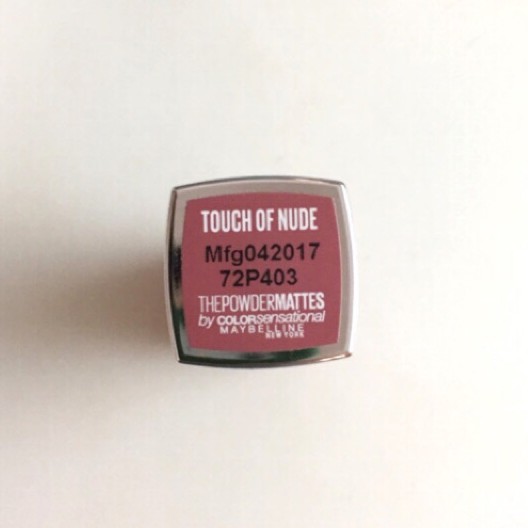 TOUCH OF NUDE
Mfg042017
72P403
THEPOWDERMATTES
by COLORsensational
MAYBELLINE
NEW YORK